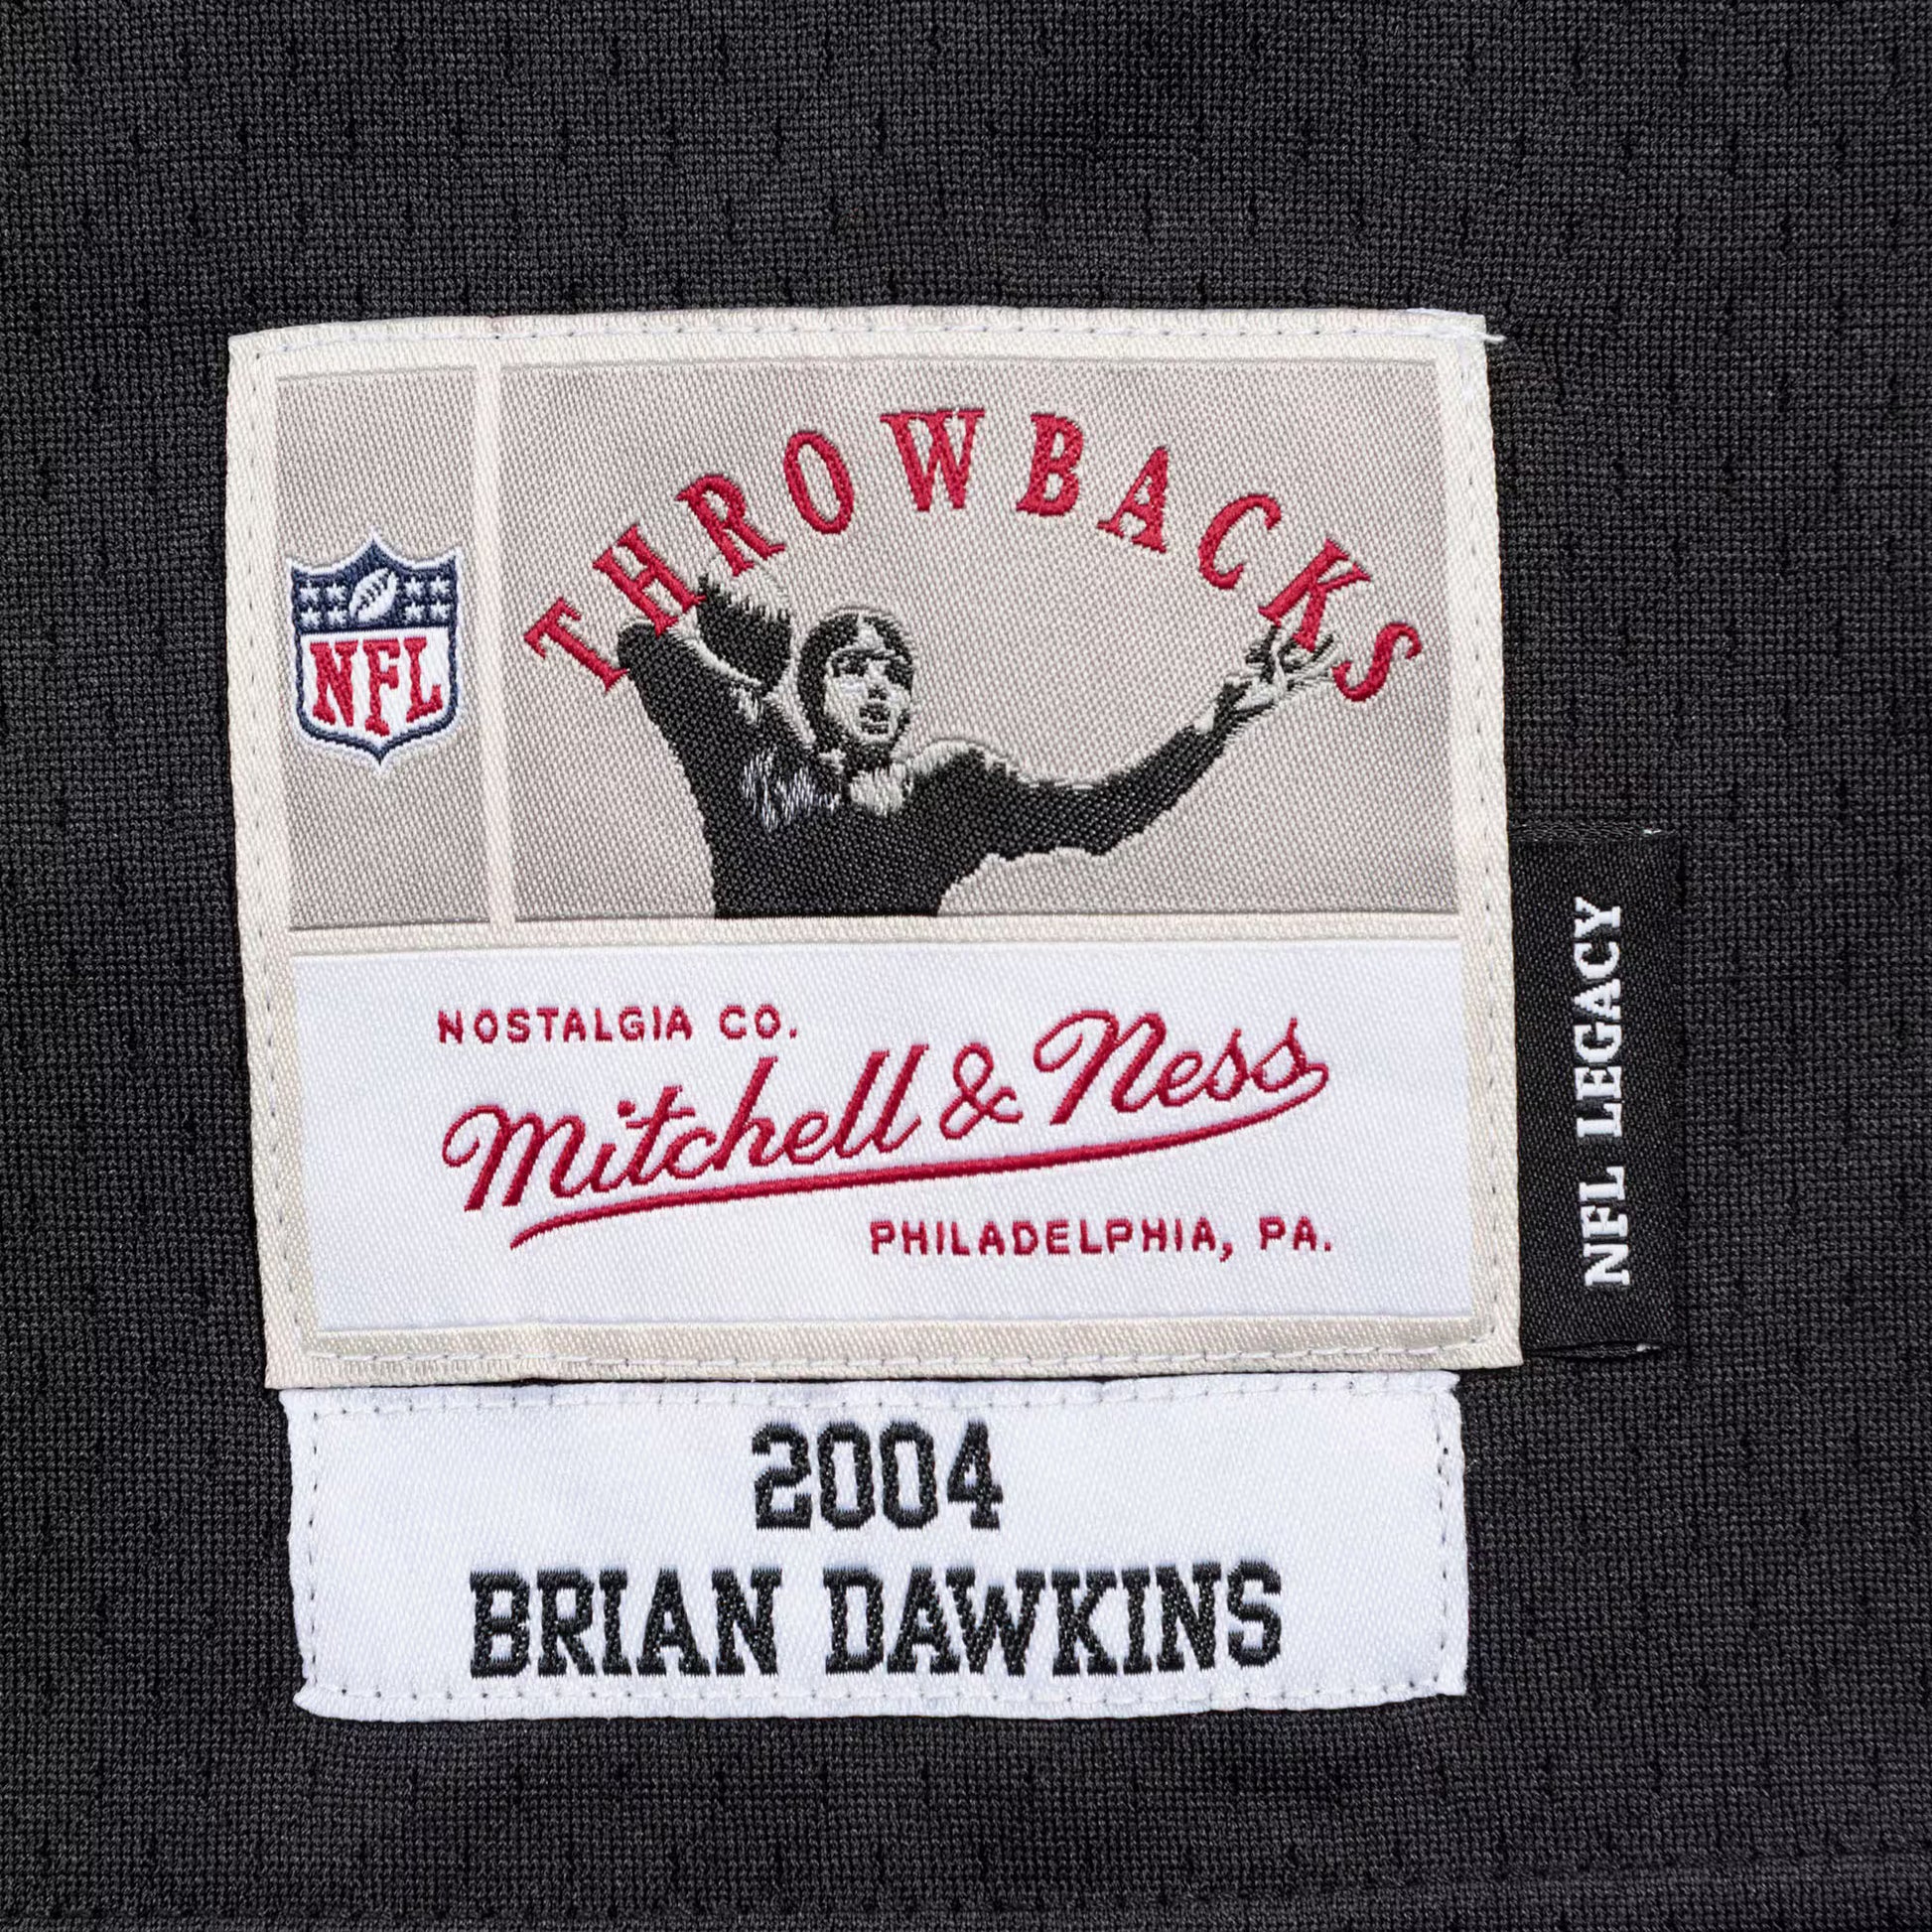 THROWBACKS
NFL
NOSTALGIA CO.
Mitchell & Ness
PHILADELPHIA, PA.
NFL LEGACY
2004
BRIAN DAWKINS